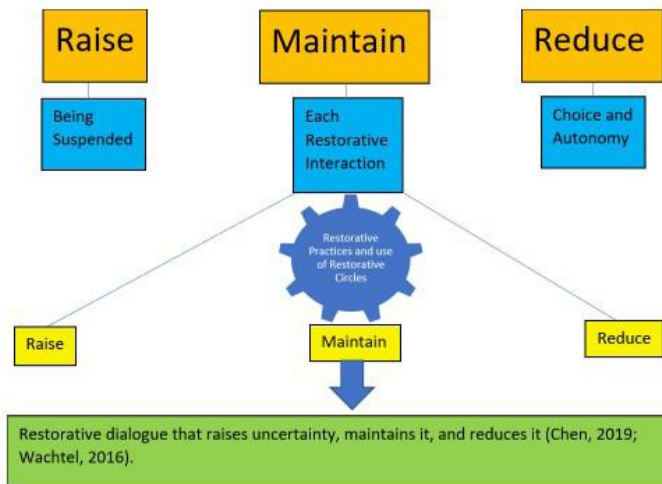 Raise
Maintain
Reduce
Being
Suspended
Each
Restorative
Interaction
Choice and
Autonomy
Restorative
Practices and use
of Restorative
Circles
Raise
Maintain
Reduce
Restorative dialogue that raises uncertainty, maintains it, and reduces it (Chen, 2019;
Wachtel, 2016).